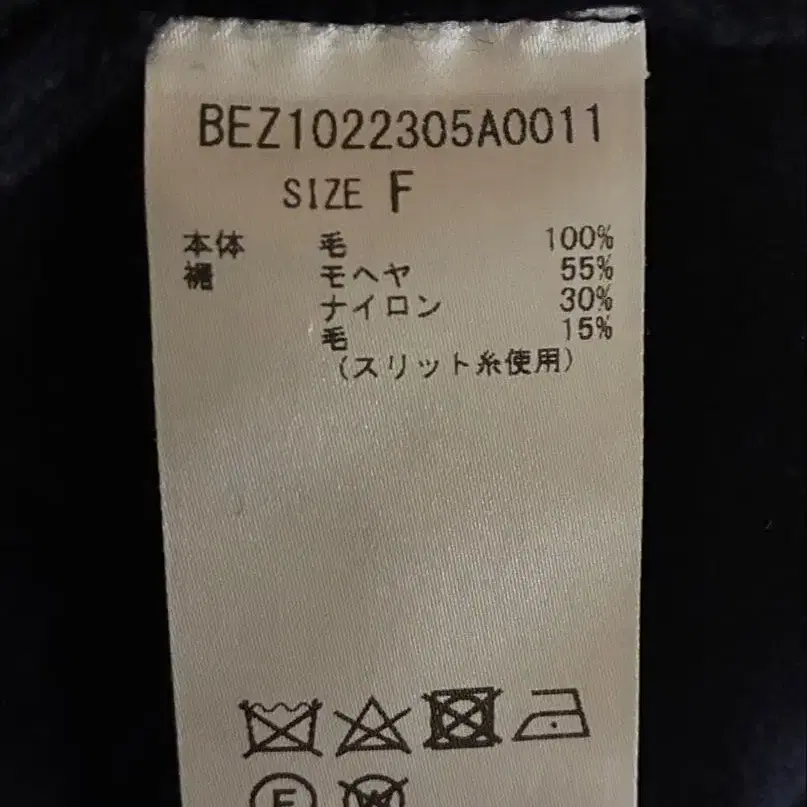 BEZ1022305A0011
SIZE F
本体 毛 100%
裾 モヘヤ 55%
ナイロン 30%
毛 15%
(スリット糸使用)
F
W